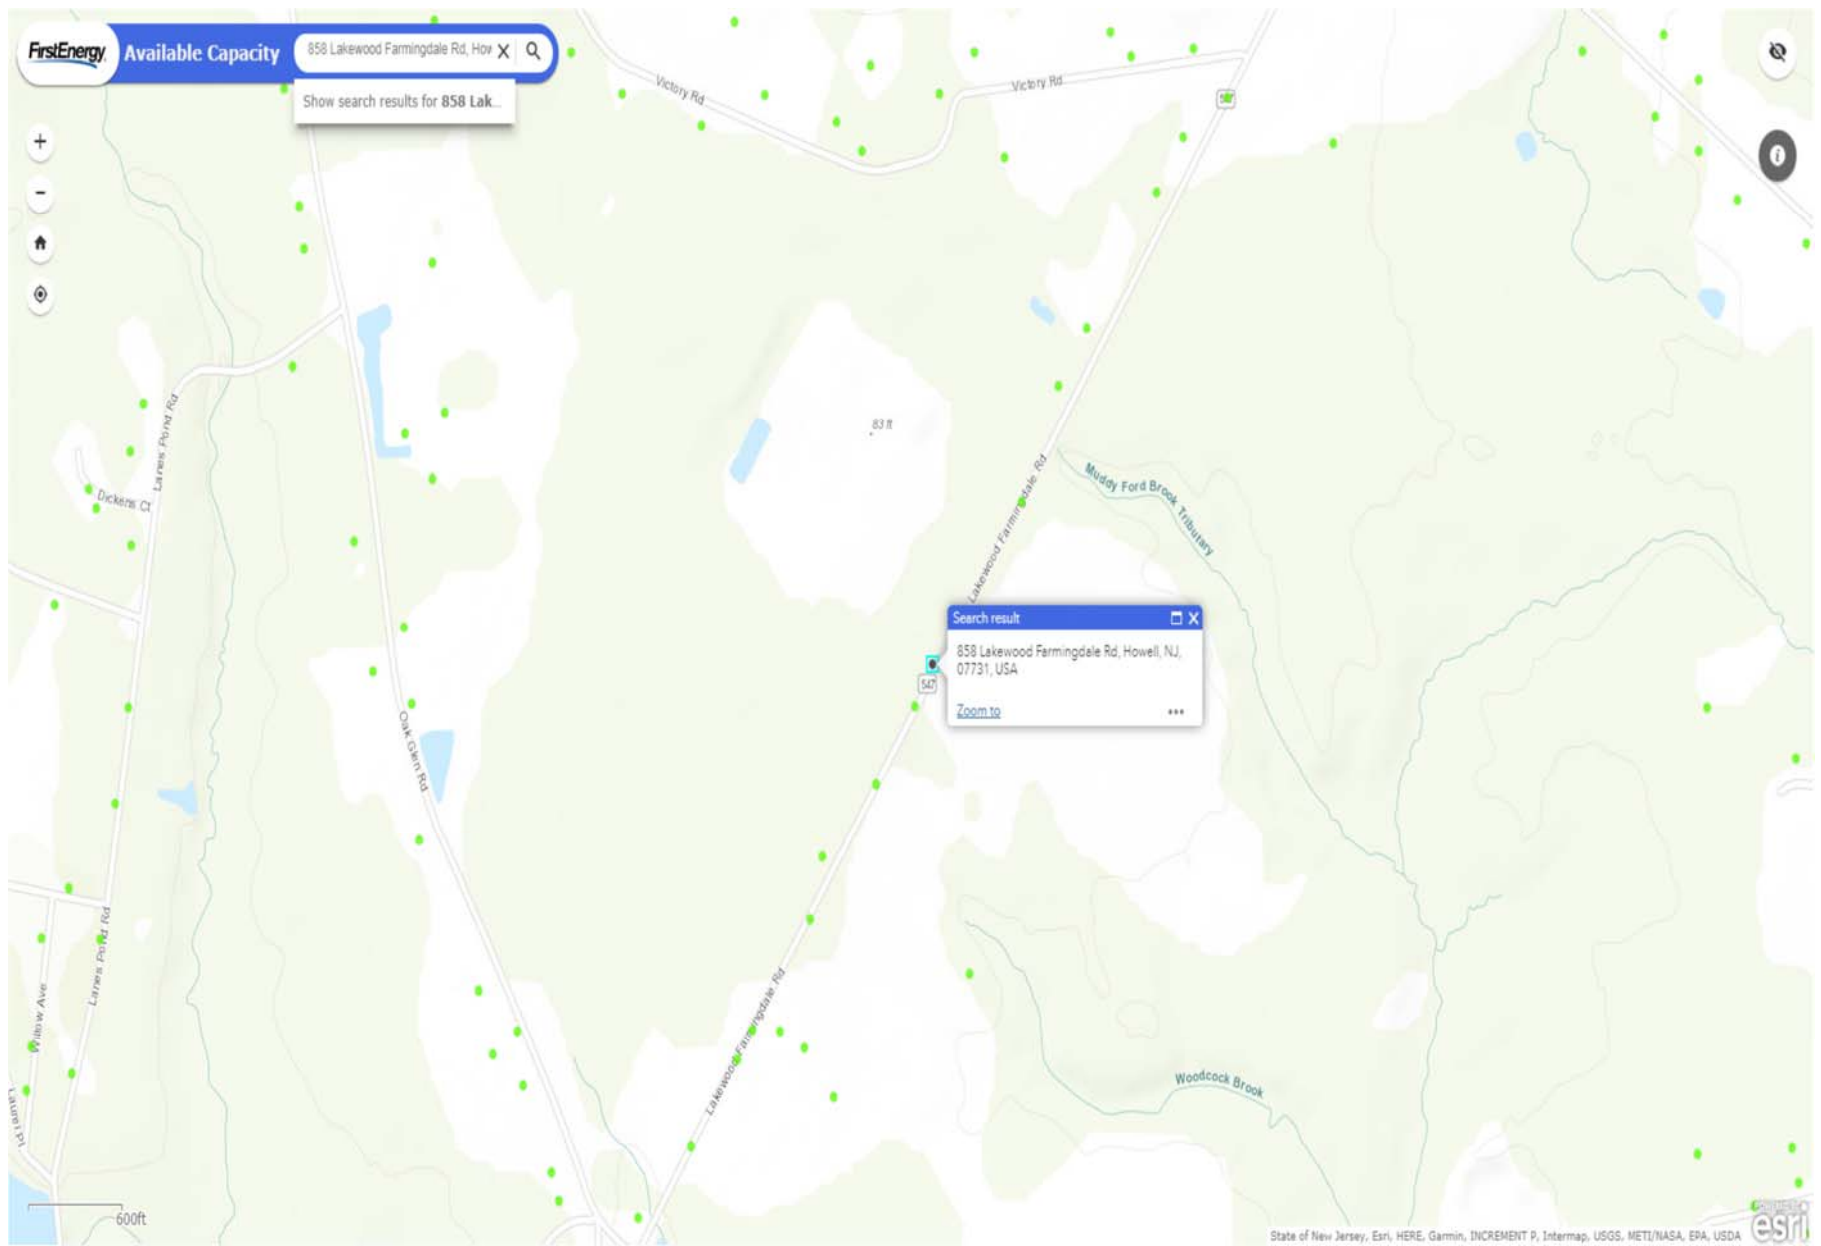 FirstEnergy
Available Capacity
858 Lakewood Farmingdale Rd, How
Show search results for 858 Lak...
Victory Rd
Victory Rd
Lanes Pond Rd
Dickens Ct
83 ft
Lakewood Farmingdale Rd
Muddy Ford Brook Tributary
Search result
858 Lakewood Farmingdale Rd, Howell, NJ,
07731, USA
547
Zoom to
Oak Glen Rd
Lanes Pond Rd
Willow Ave
Lakewood Farmingdale Rd
Woodcock Brook
Laurel Pl
600ft
esri
State of New Jersey, Esri, HERE, Garmin, INCREMENT P, Intermap, USGS, METI/NASA, EPA, USDA